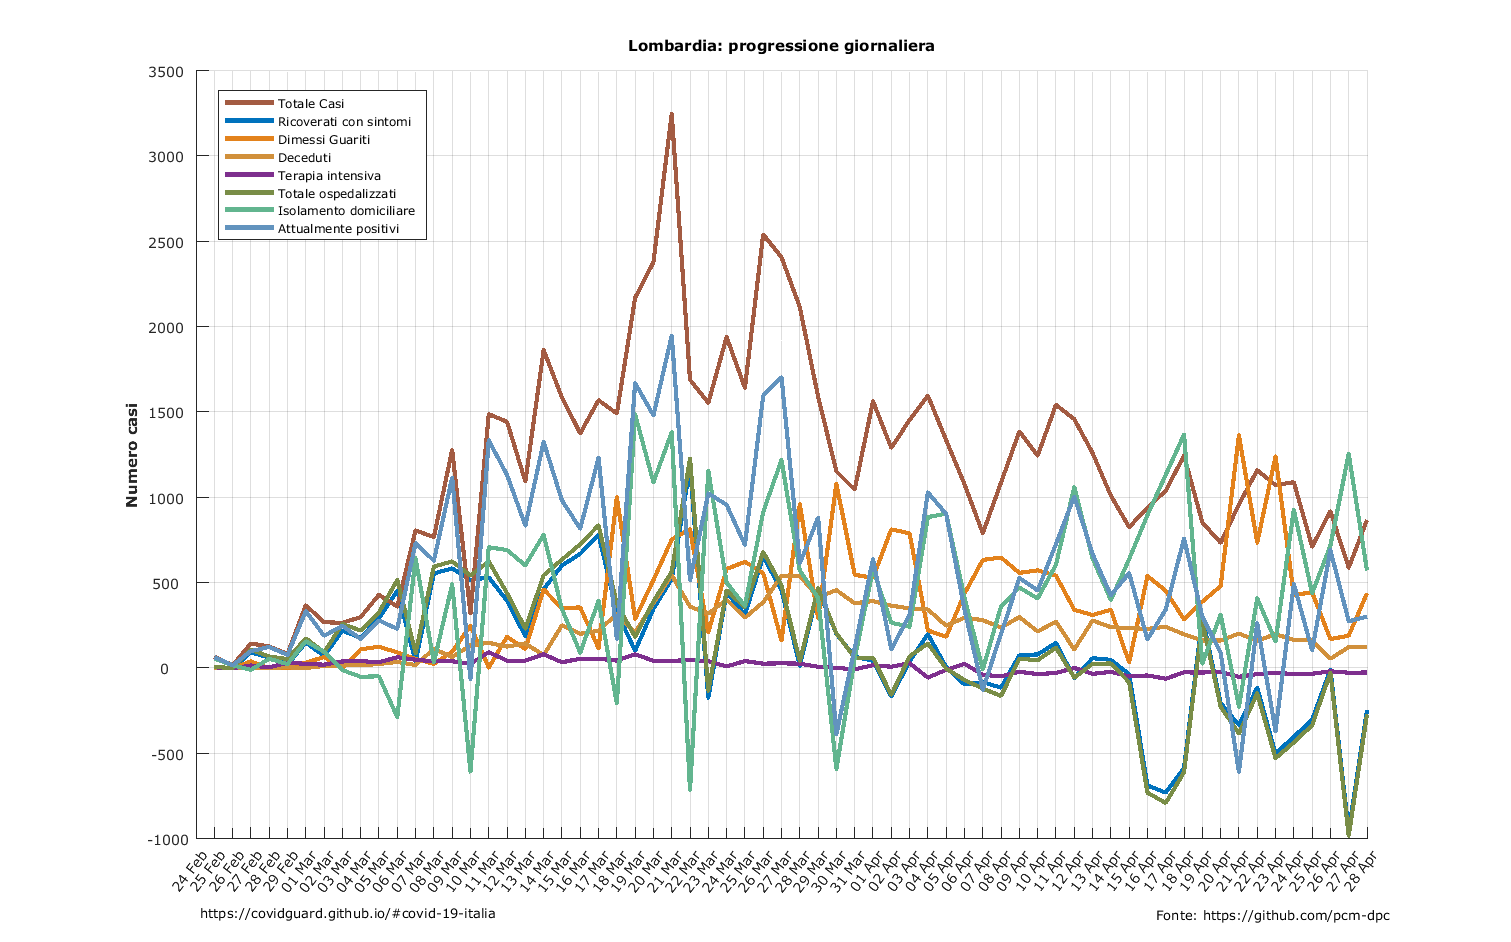 Lombardia: progressione giornaliera
3500
3000
2500
2000
1500
1000
500
0
-500
-1000
Numero casi
Totale Casi
Ricoverati con sintomi
Dimessi Guariti
Deceduti
Terapia intensiva
Totale ospedalizzati
Isolamento domiciliare
Attualmente positivi
24 Feb
25 Feb
26 Feb
27 Feb
28 Feb
29 Feb
01 Mar
02 Mar
03 Mar
04 Mar
05 Mar
06 Mar
07 Mar
08 Mar
09 Mar
10 Mar
11 Mar
12 Mar
13 Mar
14 Mar
15 Mar
16 Mar
17 Mar
18 Mar
19 Mar
20 Mar
21 Mar
22 Mar
23 Mar
24 Mar
25 Mar
26 Mar
27 Mar
28 Mar
29 Mar
30 Mar
31 Mar
01 Apr
02 Apr
03 Apr
04 Apr
05 Apr
06 Apr
07 Apr
08 Apr
09 Apr
10 Apr
11 Apr
12 Apr
13 Apr
14 Apr
15 Apr
16 Apr
17 Apr
18 Apr
19 Apr
20 Apr
21 Apr
22 Apr
23 Apr
24 Apr
25 Apr
26 Apr
27 Apr
28 Apr
https://covidguard.github.io/#covid-19-italia
Fonte: https://github.com/pcm-dpc